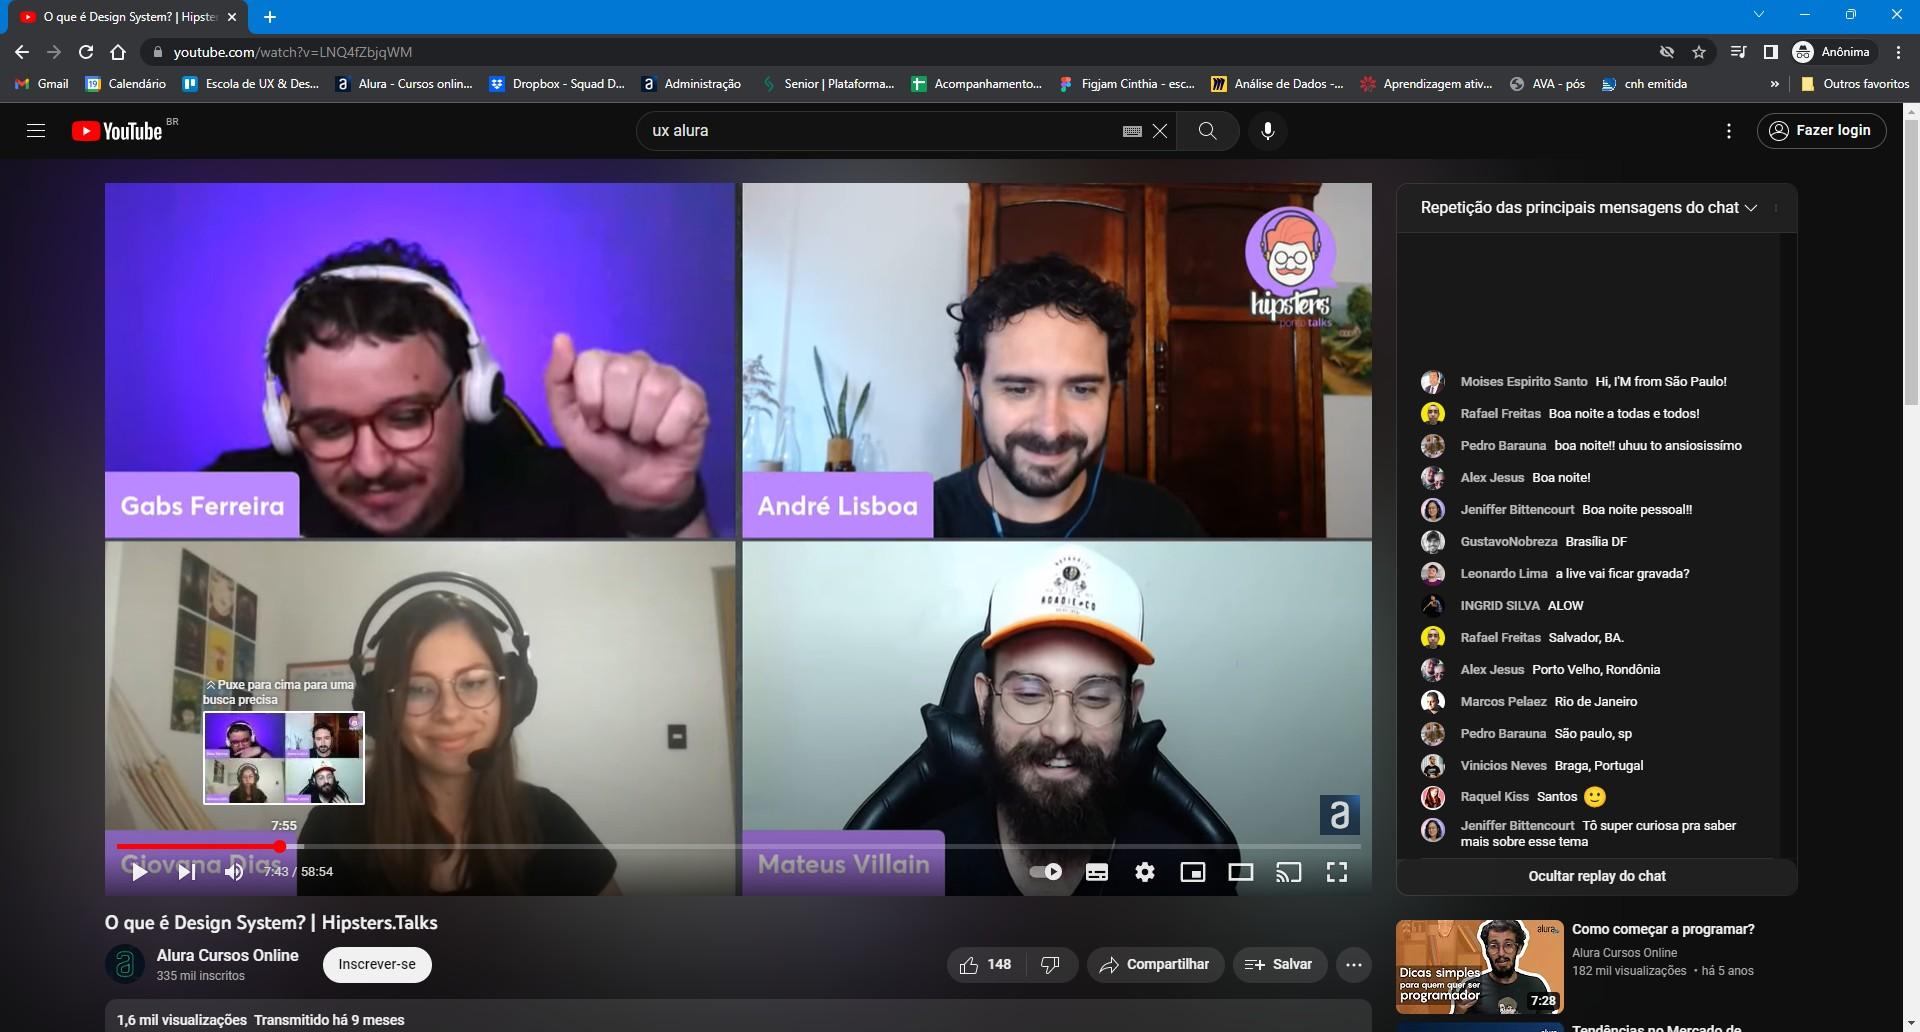 O que é Design System? | Hipster
youtube.com/watch?v=LNQ4fZbjqWM
Anônima
Gmail
Calendário
Escola de UX & Des...
Alura - Cursos onlin...
Dropbox - Squad D...
Administração
Senior | Plataforma...
Acompanhamento...
Figjam Cinthia - esc...
Análise de Dados -...
Aprendizagem ativ...
AVA - pós
cnh emitida
»
Outros favoritos
YouTube BR
ux alura
Fazer login
hipsters
ponto talks
Gabs Ferreira
André Lisboa
ROADIE CO
Puxe para cima para uma
busca precisa
7:55
Giovana Dias
Mateus Villain
a
7:43 / 58:54
Repetição das principais mensagens do chat
Moises Espirito Santo Hi, I'M from São Paulo!
Rafael Freitas Boa noite a todas e todos!
Pedro Barauna boa noite!! uhuu to ansiosissímo
Alex Jesus Boa noite!
Jeniffer Bittencourt Boa noite pessoal!!
GustavoNobreza Brasília DF
Leonardo Lima a live vai ficar gravada?
INGRID SILVA ALOW
Rafael Freitas Salvador, BA.
Alex Jesus Porto Velho, Rondônia
Marcos Pelaez Rio de Janeiro
Pedro Barauna São paulo, sp
Vinicios Neves Braga, Portugal
Raquel Kiss Santos 🙂
Jeniffer Bittencourt Tô super curiosa pra saber
mais sobre esse tema
Ocultar replay do chat
O que é Design System? | Hipsters.Talks
Alura Cursos Online
335 mil inscritos
Inscrever-se
148
Compartilhar
Salvar
1,6 mil visualizações Transmitido há 9 meses
alura
Dicas simples
para quem quer ser
programador
7:28
Como começar a programar?
Alura Cursos Online
182 mil visualizações • há 5 anos
Tendências no Mercado de